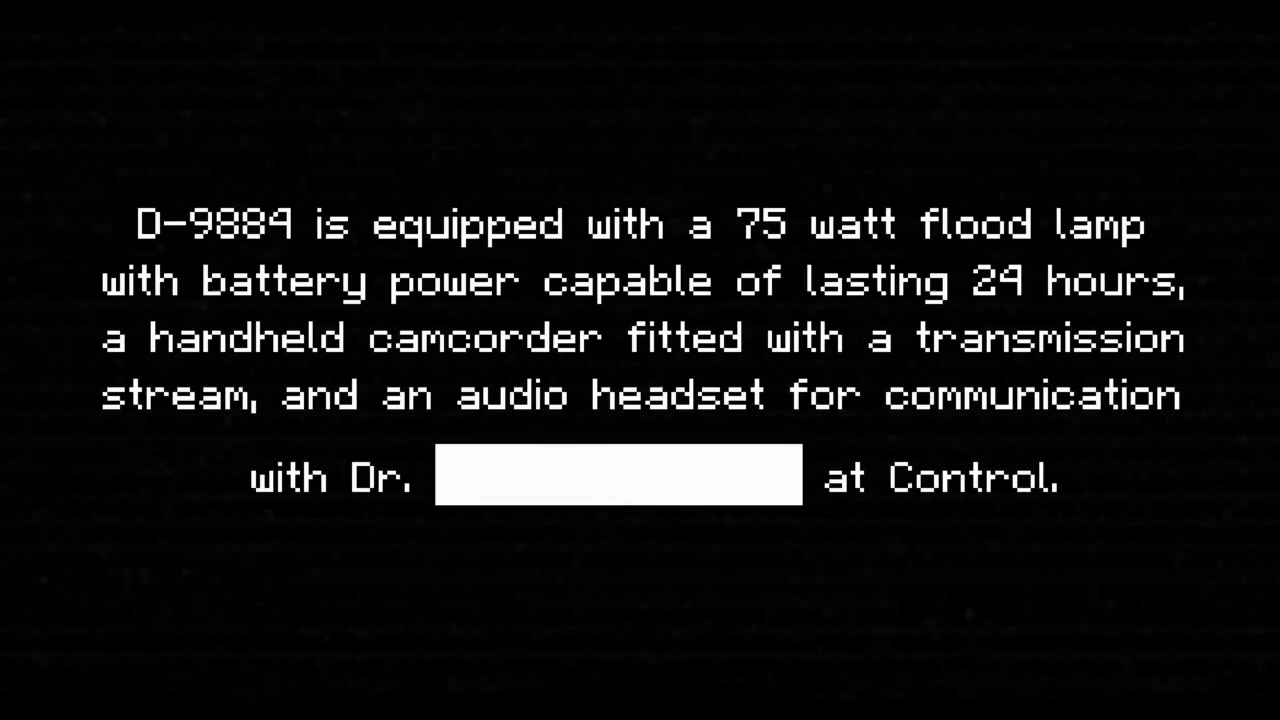 D-9884 is equipped with a 75 watt flood lamp
with battery power capable of lasting 24 hours,
a handheld camcorder fitted with a transmission
stream, and an audio headset for communication
with Dr. at Control.